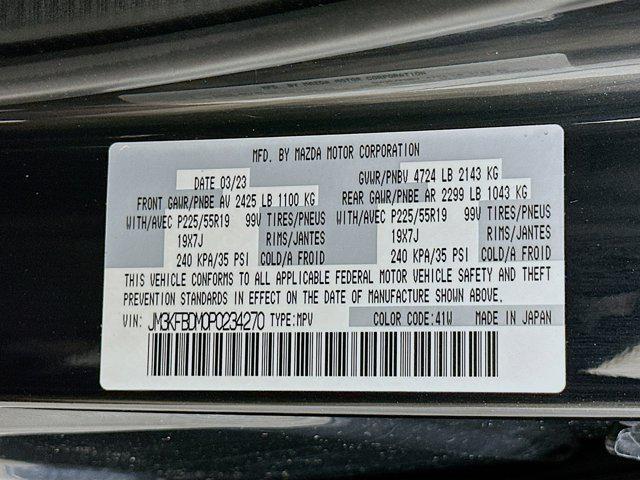 MFD. BY MAZDA MOTOR CORPORATION
MFD. BY MAZDA MOTOR CORPORATION
DATE 03/23 GVWR/PNBV 4724 LB 2143 KG
FRONT GAWR/PNBE AV 2425 LB 1100 KG REAR GAWR/PNBE AR 2299 LB 1043 KG
WITH/AVEC P225/55R19 99V TIRES/PNEUS WITH/AVEC P225/55R19 99V TIRES/PNEUS
19X7J RIMS/JANTES 19X7J RIMS/JANTES
240 KPA/35 PSI COLD/A FROID 240 KPA/35 PSI COLD/A FROID
THIS VEHICLE CONFORMS TO ALL APPLICABLE FEDERAL MOTOR VEHICLE SAFETY AND THEFT
PREVENTION STANDARDS IN EFFECT ON THE DATE OF MANUFACTURE SHOWN ABOVE.
VIN: JM3KFBDM0P0234270 TYPE:MPV COLOR CODE:41W MADE IN JAPAN